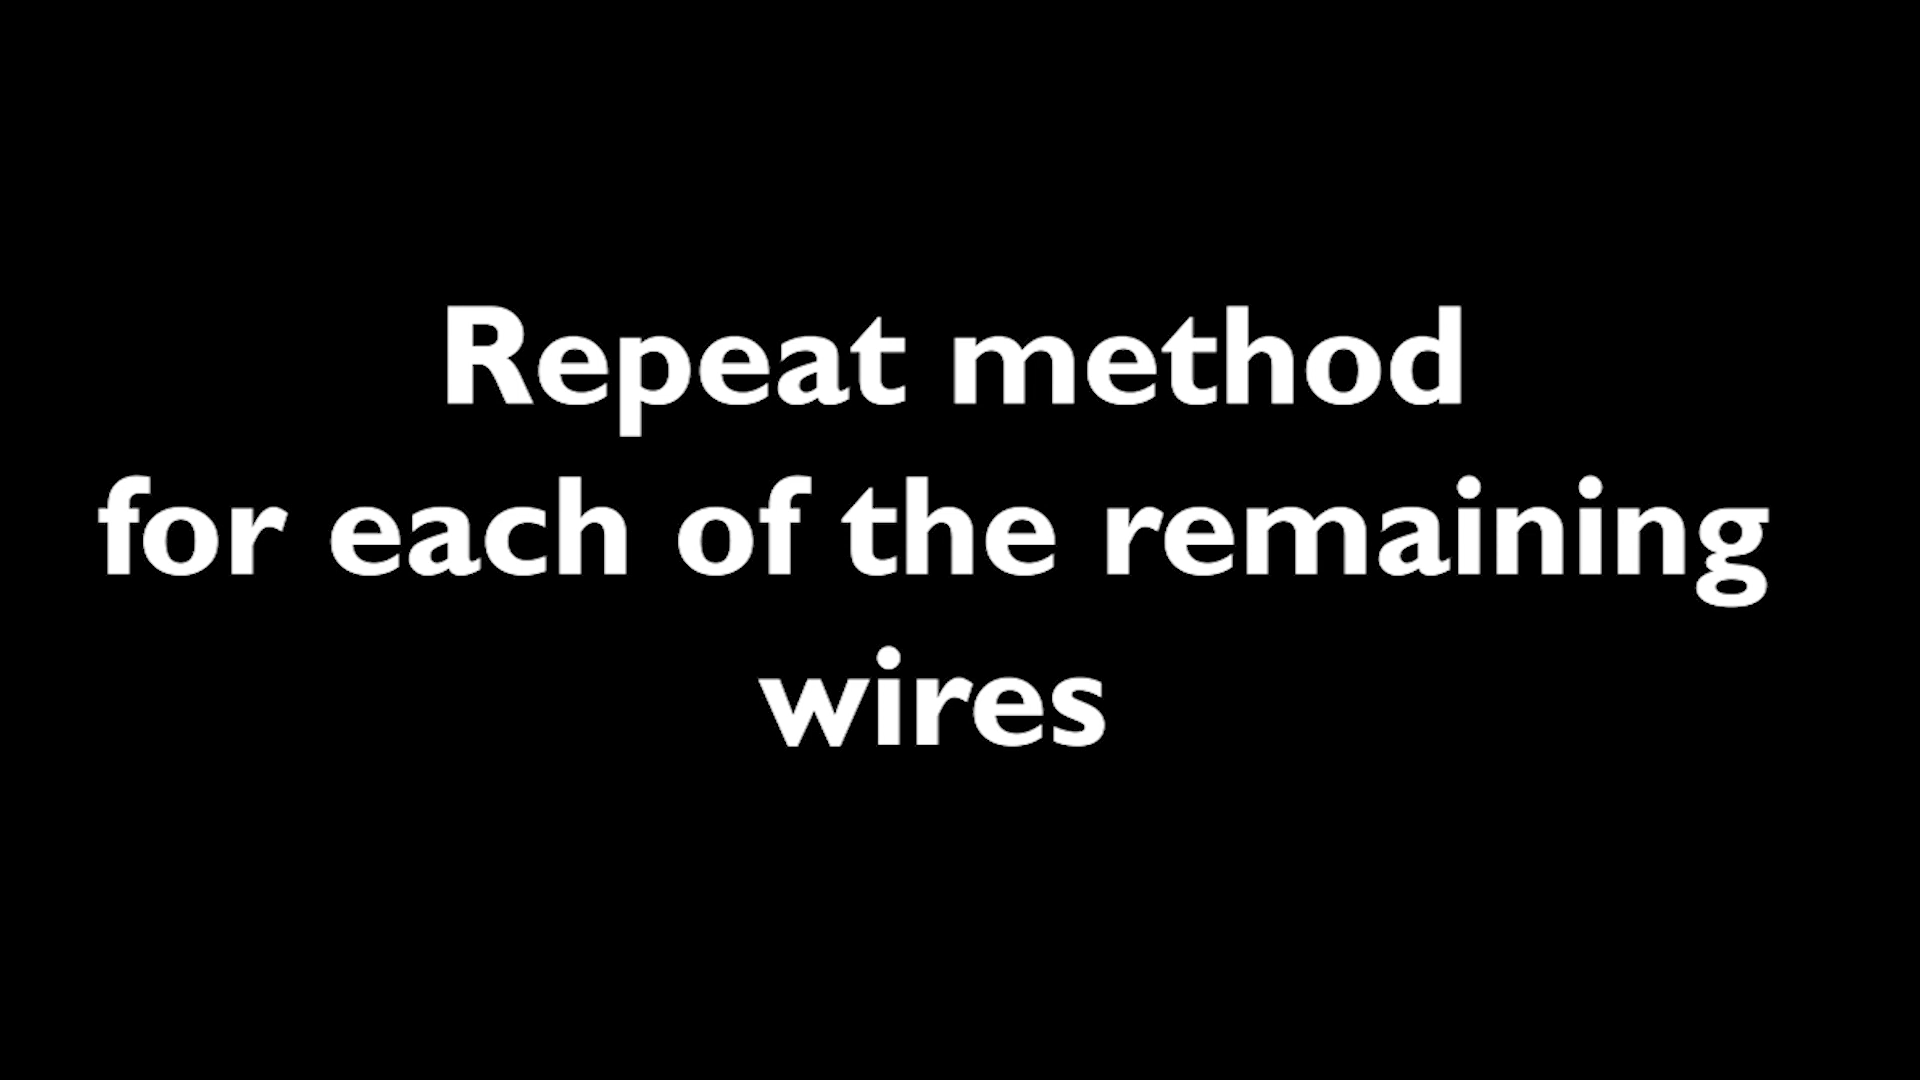 Repeat method
for each of the remaining
wires